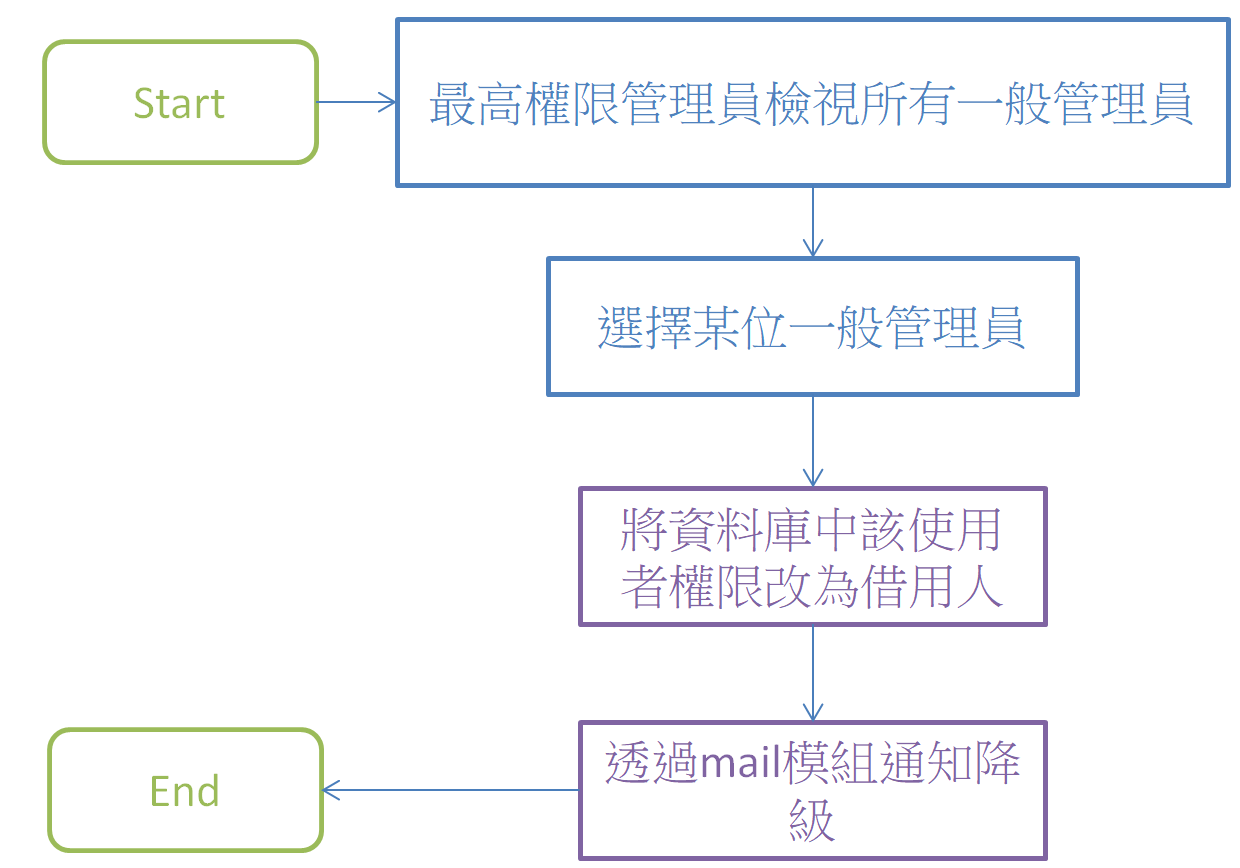 Start
最高權限管理員檢視所有一般管理員
選擇某位一般管理員
將資料庫中該使用
者權限改為借用人
透過mail模組通知降
級
End